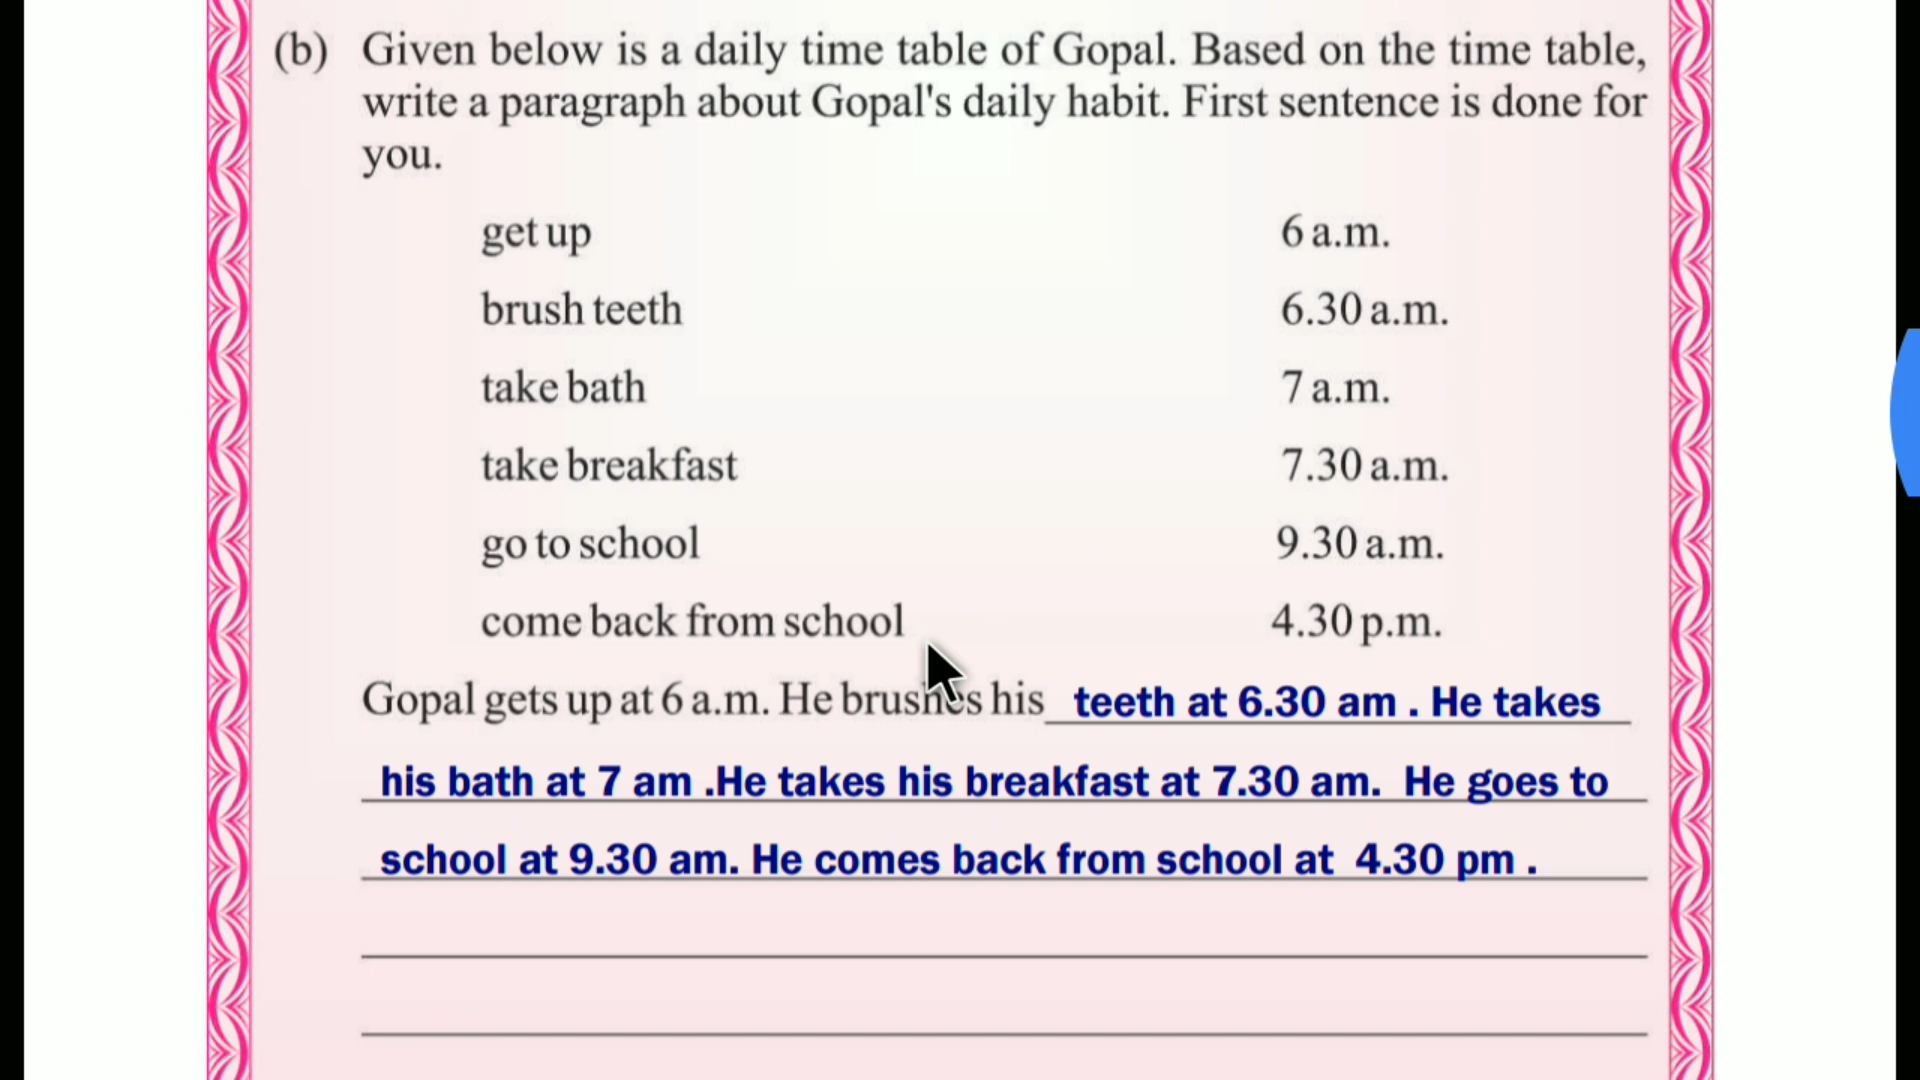 (b) Given below is a daily time table of Gopal. Based on the time table,
write a paragraph about Gopal's daily habit. First sentence is done for
you.
get up 6 a.m.
brush teeth 6.30 a.m.
take bath 7 a.m.
take breakfast 7.30 a.m.
go to school 9.30 a.m.
come back from school 4.30 p.m.
Gopal gets up at 6 a.m. He brushes his teeth at 6.30 am . He takes
his bath at 7 am .He takes his breakfast at 7.30 am. He goes to
school at 9.30 am. He comes back from school at 4.30 pm .